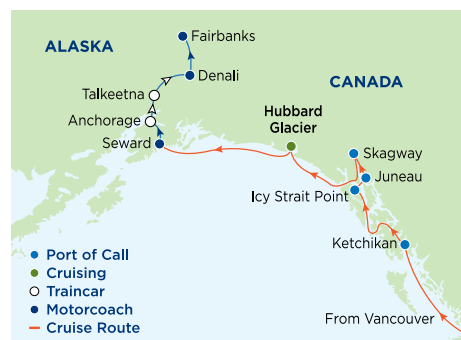 Fairbanks
ALASKA
Denali
CANADA
Talkeetna
Hubbard
Glacier
Anchorage
Seward
Skagway
Juneau
Icy Strait Point
Ketchikan
Port of Call
Cruising
Traincar
Motorcoach
Cruise Route
From Vancouver